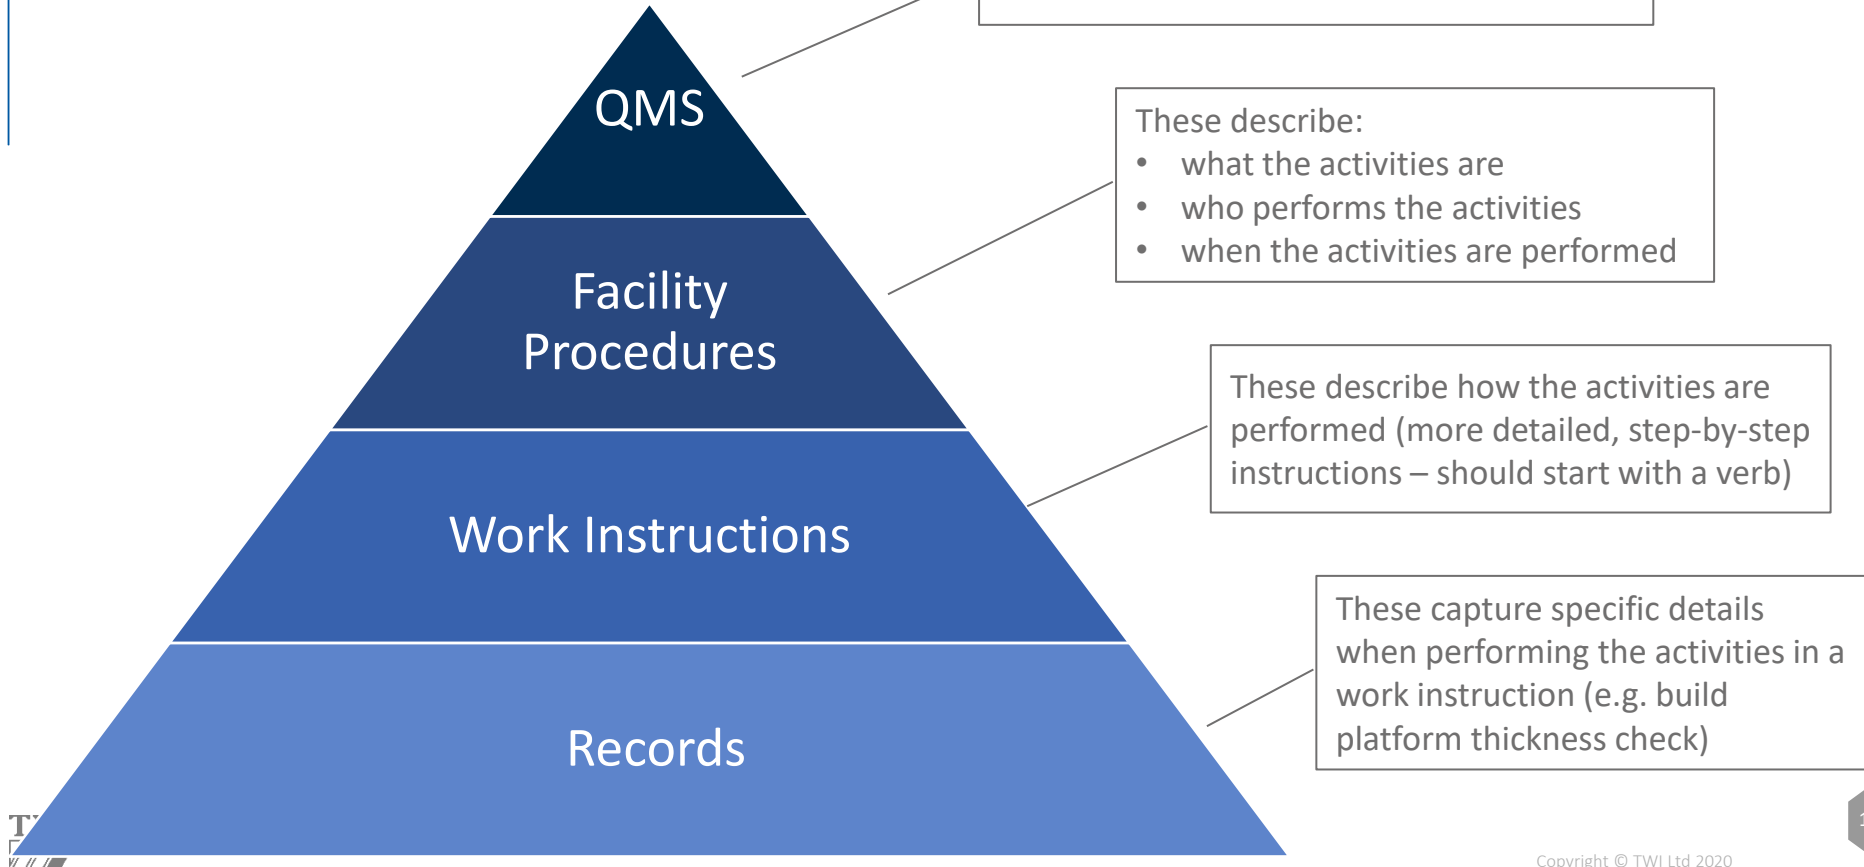 QMS
These describe:
• what the activities are
• who performs the activities
• when the activities are performed
Facility
Procedures
These describe how the activities are
performed (more detailed, step-by-step
instructions – should start with a verb)
Work Instructions
These capture specific details
when performing the activities in a
work instruction (e.g. build
platform thickness check)
Records
Copyright © TWI Ltd 2020